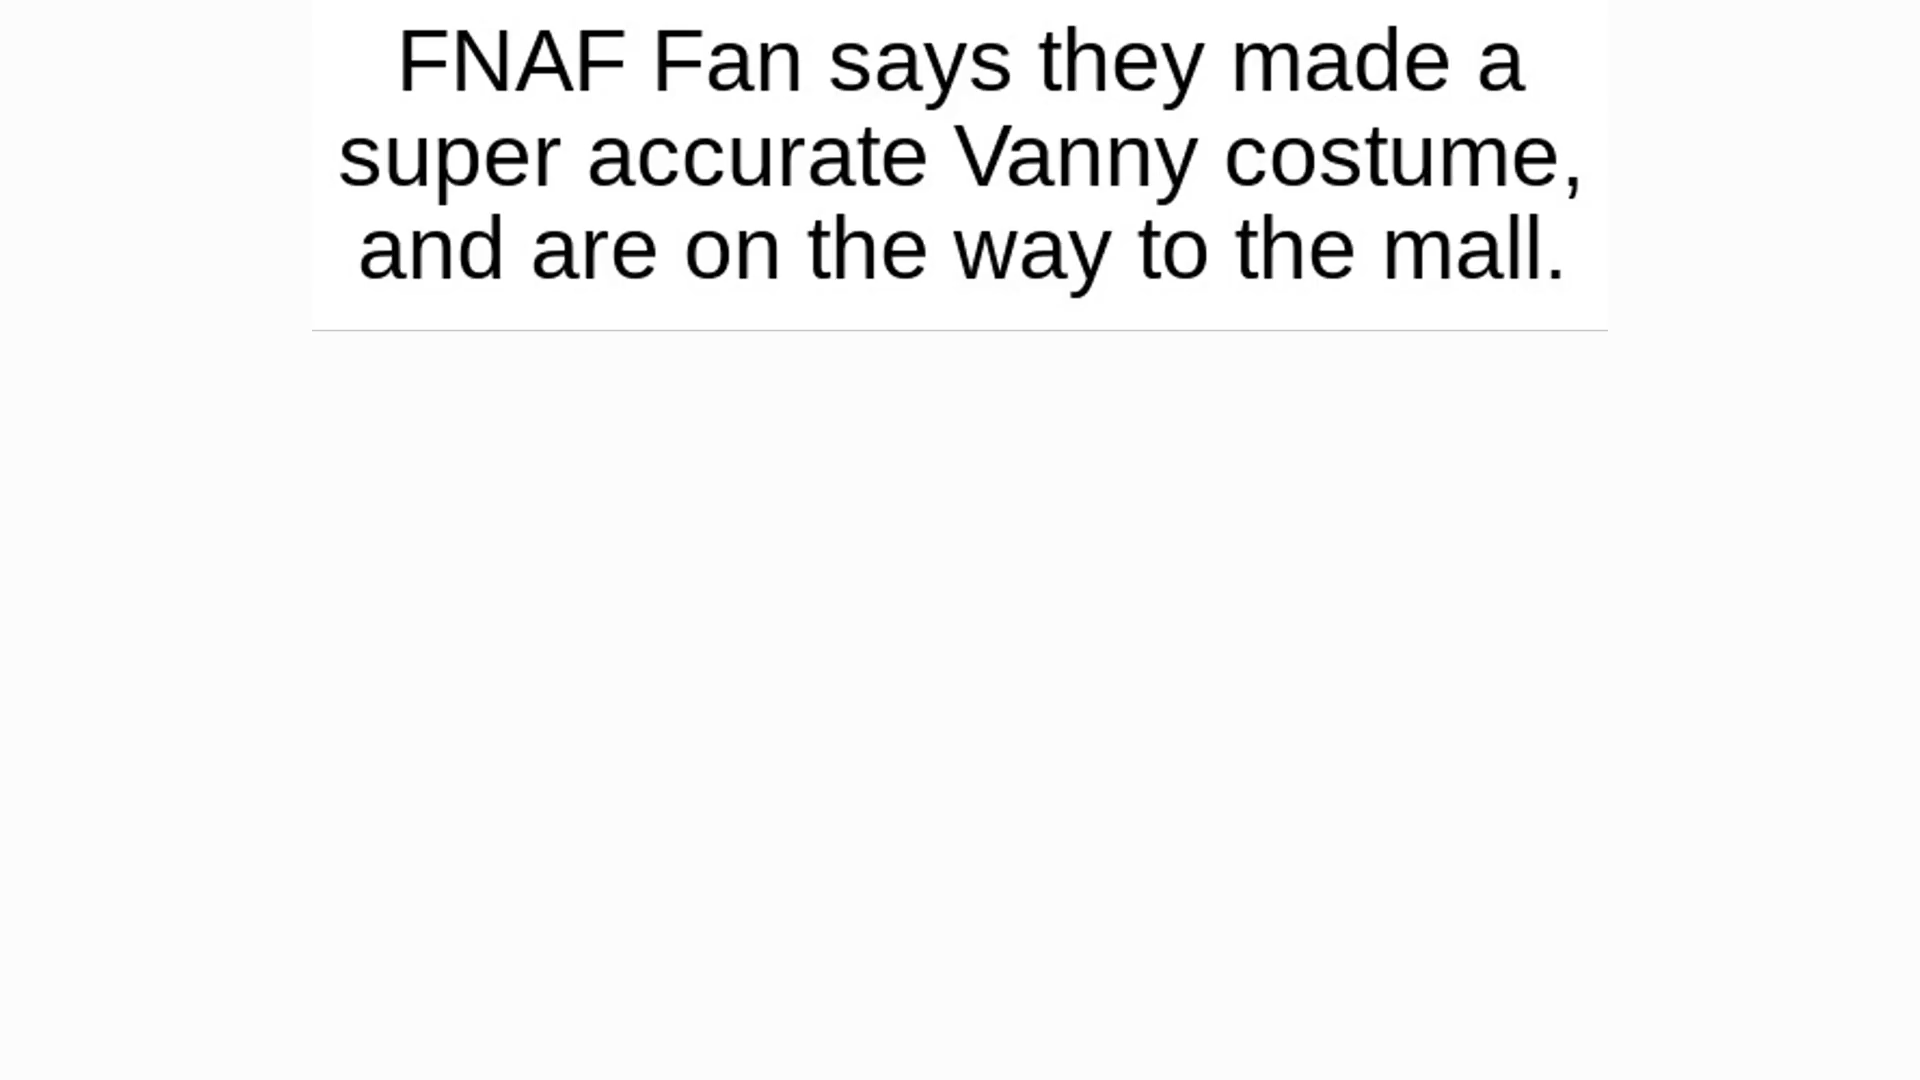 FNAF Fan says they made a
super accurate Vanny costume,
and are on the way to the mall.